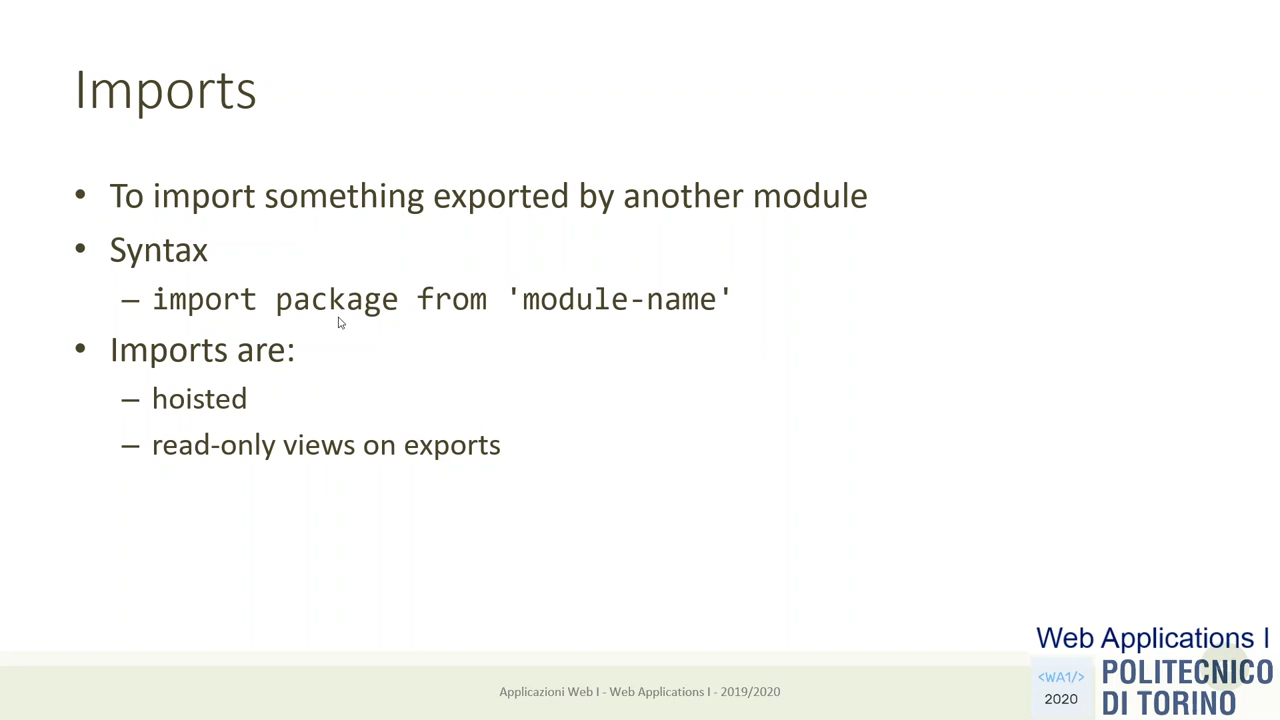 Imports
• To import something exported by another module
• Syntax
– import package from 'module-name'
• Imports are:
– hoisted
– read-only views on exports
Applicazioni Web I - Web Applications I - 2019/2020
Web Applications I
<WA1/>
2020
POLITECNICO
DI TORINO